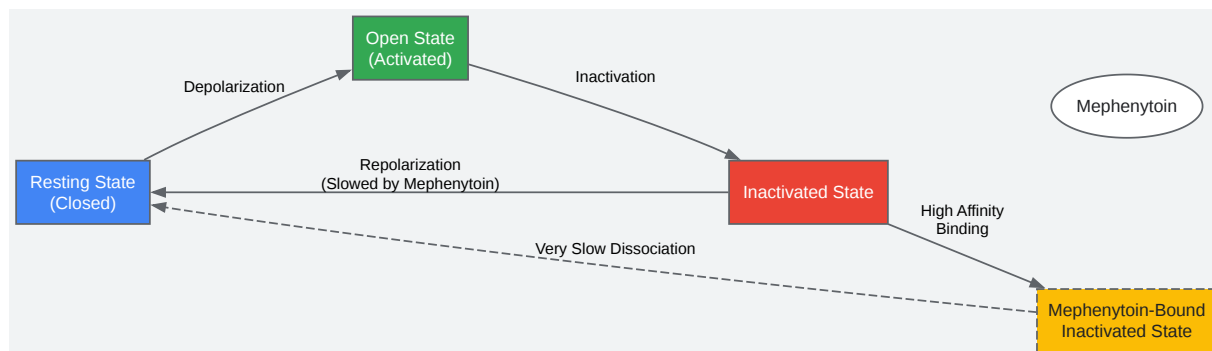 Open State
(Activated)
Depolarization
Inactivation
Mephenytoin
Resting State
(Closed)
Repolarization
(Slowed by Mephenytoin)
Inactivated State
High Affinity
Binding
Very Slow Dissociation
Mephenytoin-Bound
Inactivated State